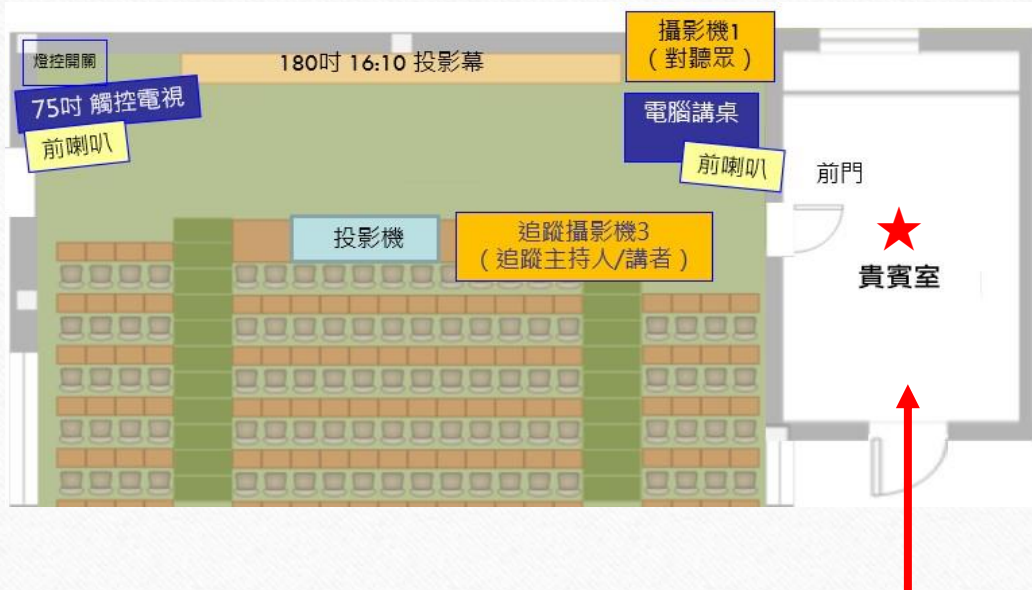 燈控開關
180吋 16:10 投影幕
攝影機1
（對聽眾）
75吋 觸控電視
前喇叭
電腦講桌
前喇叭
前門
投影機
追蹤攝影機3
（追蹤主持人/講者）
貴賓室